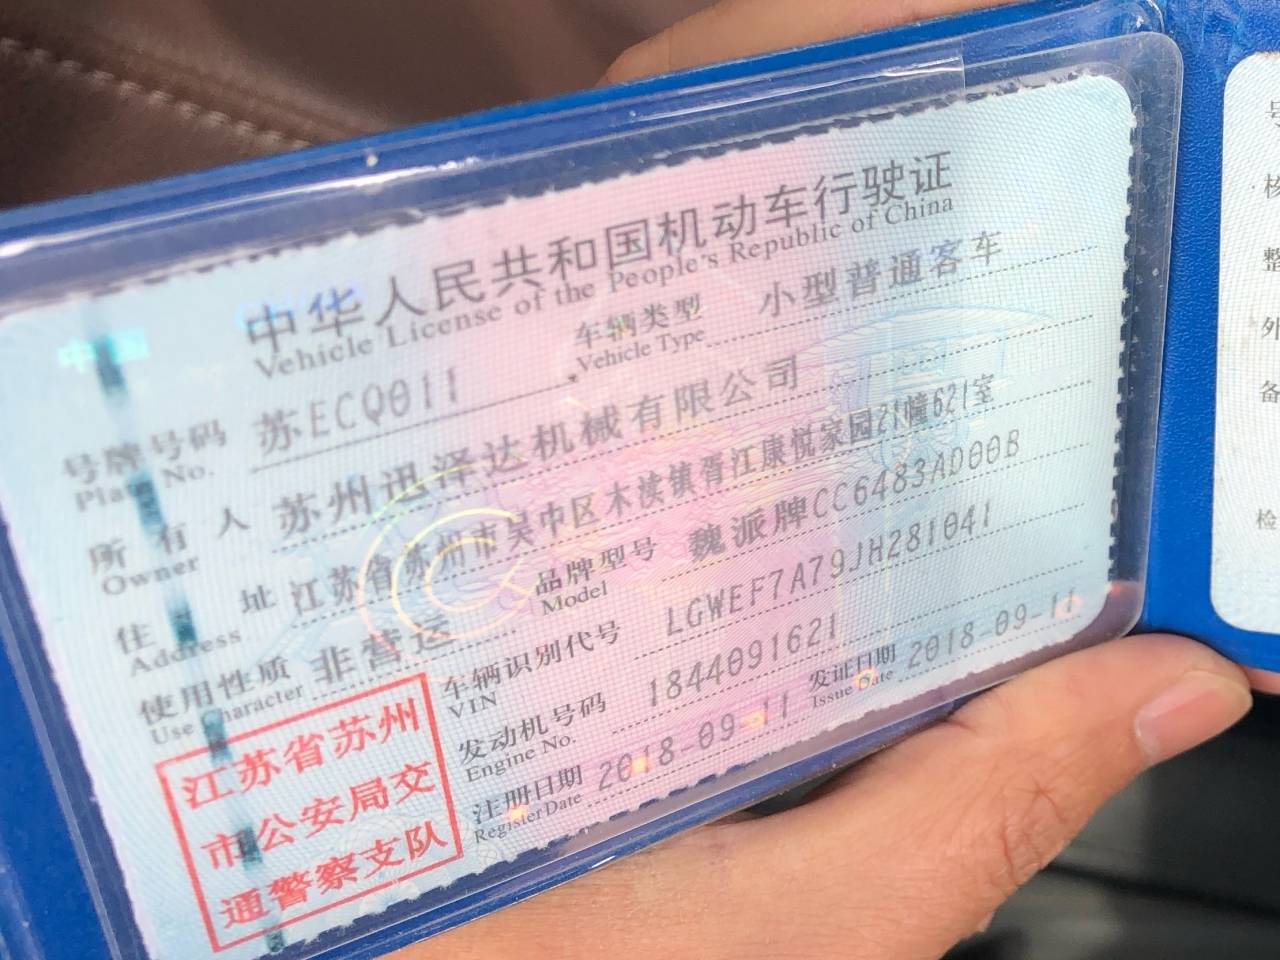 中华人民共和国机动车行驶证
Vehicle License of the People's Republic of China
号牌号码 苏ECQ011 车辆类型 小型普通客车
Plate No. Vehicle Type
所有人 苏州迅泽达机械有限公司
Owner
住址 江苏省苏州市吴中区木渎镇胥江康悦家园21幢621室
Address
使用性质 非营运 品牌型号 魏派牌CC6483AD00B
Use Character Model
车辆识别代号 LGWEF7A79JH281041
VIN
发动机号码 1844091621
Engine No.
注册日期 2018-09-11 发证日期 2018-09-11
Register Date Issue Date
江苏省苏州
市公安局交
通警察支队
号
核
整
外
备
检